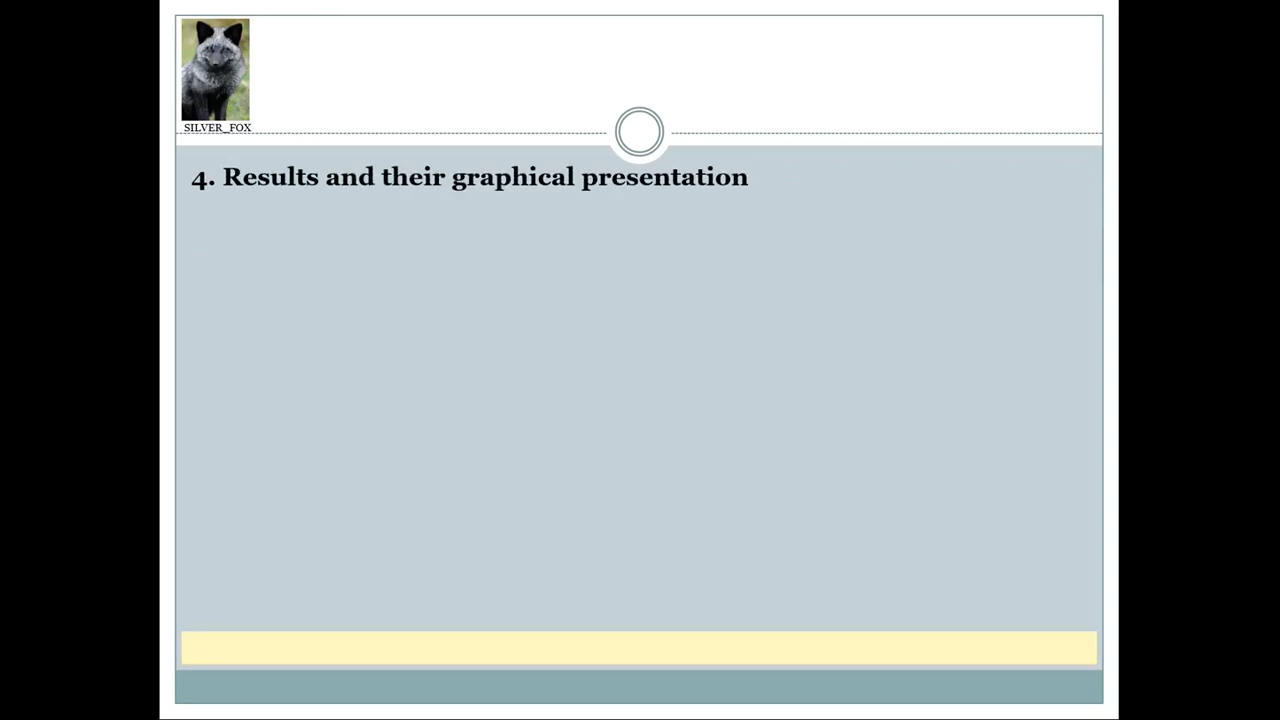 SILVER_FOX
4. Results and their graphical presentation